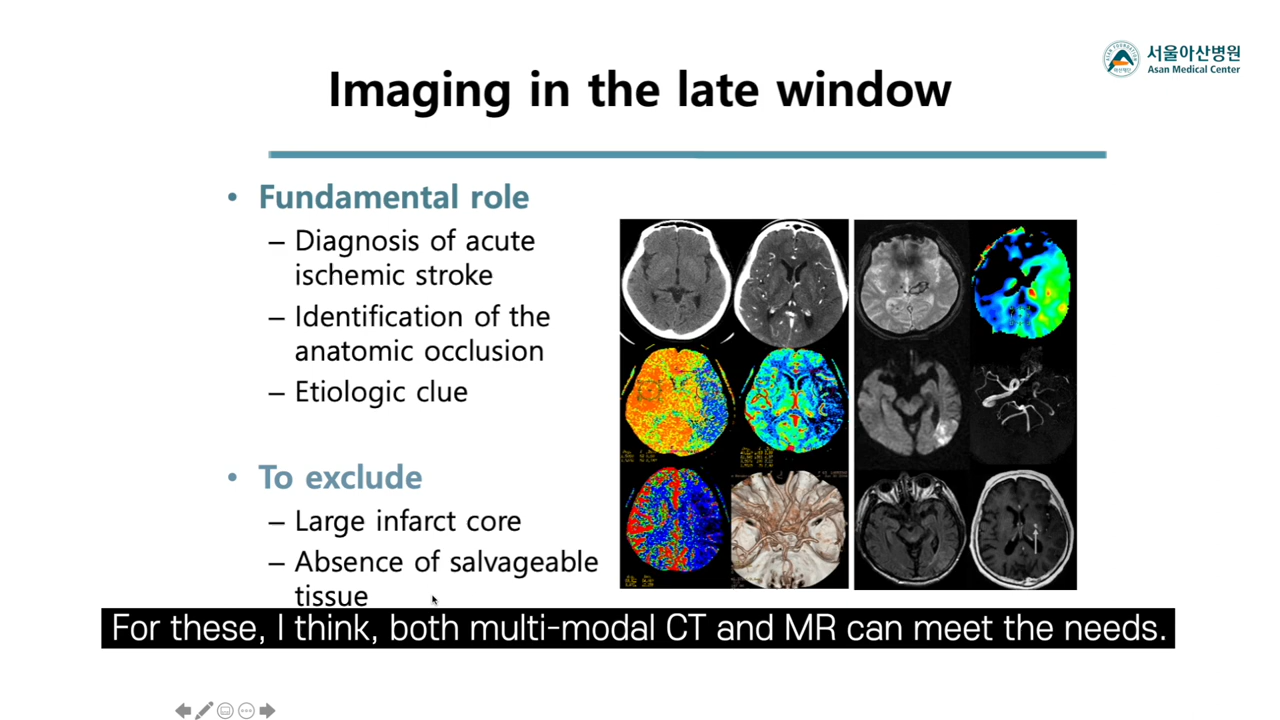 서울아산병원
Asan Medical Center
Imaging in the late window
• Fundamental role
– Diagnosis of acute
ischemic stroke
– Identification of the
anatomic occlusion
– Etiologic clue
• To exclude
– Large infarct core
– Absence of salvageable
tissue
For these, I think, both multi-modal CT and MR can meet the needs.